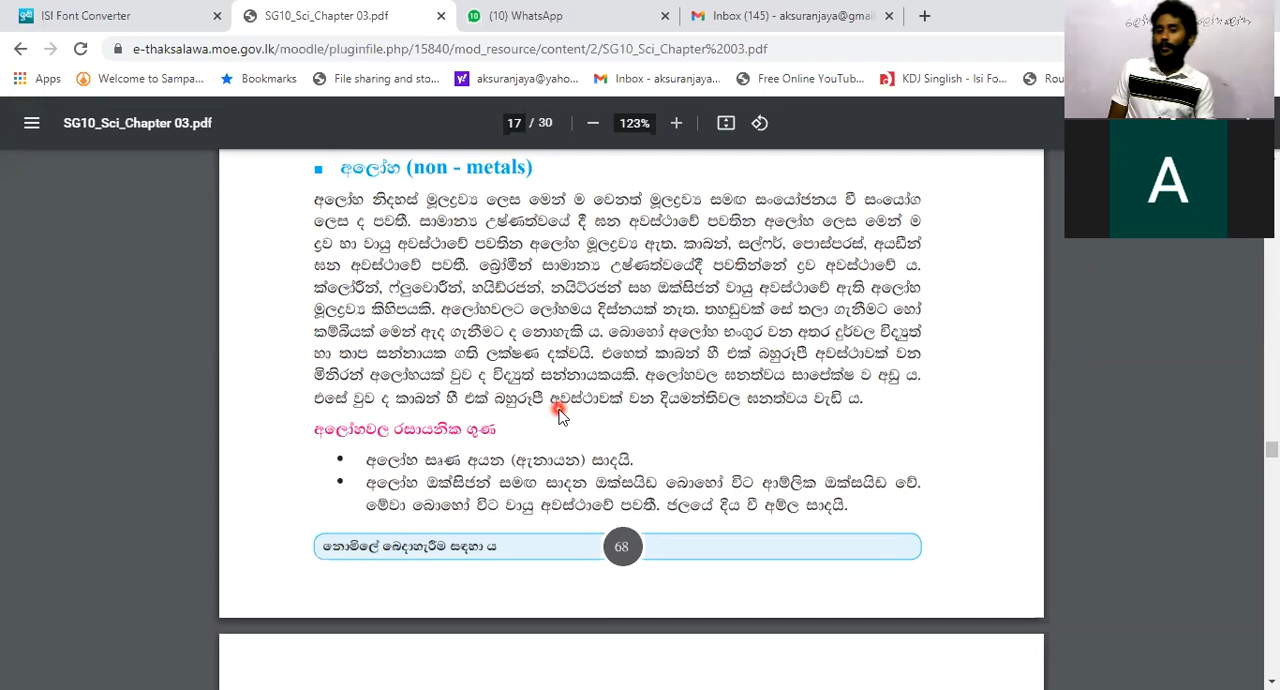 ISI Font Converter
SG10_Sci_Chapter 03.pdf
(10) WhatsApp
Inbox (145) - aksuranjaya@gmai
e-thaksalawa.moe.gov.lk/moodle/pluginfile.php/15840/mod_resource/content/2/SG10_Sci_Chapter%2003.pdf
Apps
Welcome to Sampa...
Bookmarks
File sharing and sto...
aksuranjaya@yaho...
Inbox - aksuranjaya...
Free Online YouTub...
KDJ Singlish - Isi Fo...
Rou
SG10_Sci_Chapter 03.pdf
17 / 30
123%
A
අලෝහ (non - metals)
අලෝහ නිදහස් මූලද්‍රව්‍ය ලෙස මෙන් ම වෙනත් මූලද්‍රව්‍ය සමඟ සංයෝජනය වී සංයෝග
ලෙස ද පවතී. සාමාන්‍ය උෂ්ණත්වයේ දී ඝන අවස්ථාවේ පවතින අලෝහ ලෙස මෙන් ම
ද්‍රව හා වායු අවස්ථාවේ පවතින අලෝහ මූලද්‍රව්‍ය ඇත. කාබන්, සල්ෆර්, පොස්පරස්, අයඩීන්
ඝන අවස්ථාවේ පවතී. බ්‍රෝමීන් සාමාන්‍ය උෂ්ණත්වයේදී පවතින්නේ ද්‍රව අවස්ථාවේ ය.
ක්ලෝරීන්, ෆ්ලුවොරීන්, හයිඩ්රජන්, නයිට්රජන් සහ ඔක්සිජන් වායු අවස්ථාවේ ඇති අලෝහ
මූලද්‍රව්‍ය කිහිපයකි. අලෝහවලට ලෝහමය දිස්නයක් නැත. තහඩුවක් සේ තලා ගැනීමට හෝ
කම්බියක් මෙන් ඇද ගැනීමට ද නොහැකි ය. බොහෝ අලෝහ භංගුර වන අතර දුර්වල විද්‍යුත්
හා තාප සන්නායක ගති ලක්ෂණ දක්වයි. එහෙත් කාබන් හී එක් බහුරූපී අවස්ථාවක් වන
මිනිරන් අලෝහයක් වුව ද විද්‍යුත් සන්නායකයකි. අලෝහවල ඝනත්වය සාපේක්ෂ ව අඩු ය.
එසේ වුව ද කාබන් හී එක් බහුරූපී අවස්ථාවක් වන දියමන්තිවල ඝනත්වය වැඩි ය.
අලෝහවල රසායනික ගුණ
• අලෝහ සෘණ අයන (ඇනායන) සාදයි.
• අලෝහ ඔක්සිජන් සමඟ සාදන ඔක්සයිඩ බොහෝ විට ආම්ලික ඔක්සයිඩ වේ.
මේවා බොහෝ විට වායු අවස්ථාවේ පවතී. ජලයේ දිය වී අම්ල සාදයි.
නොමිලේ බෙදාහැරීම සඳහා ය
68